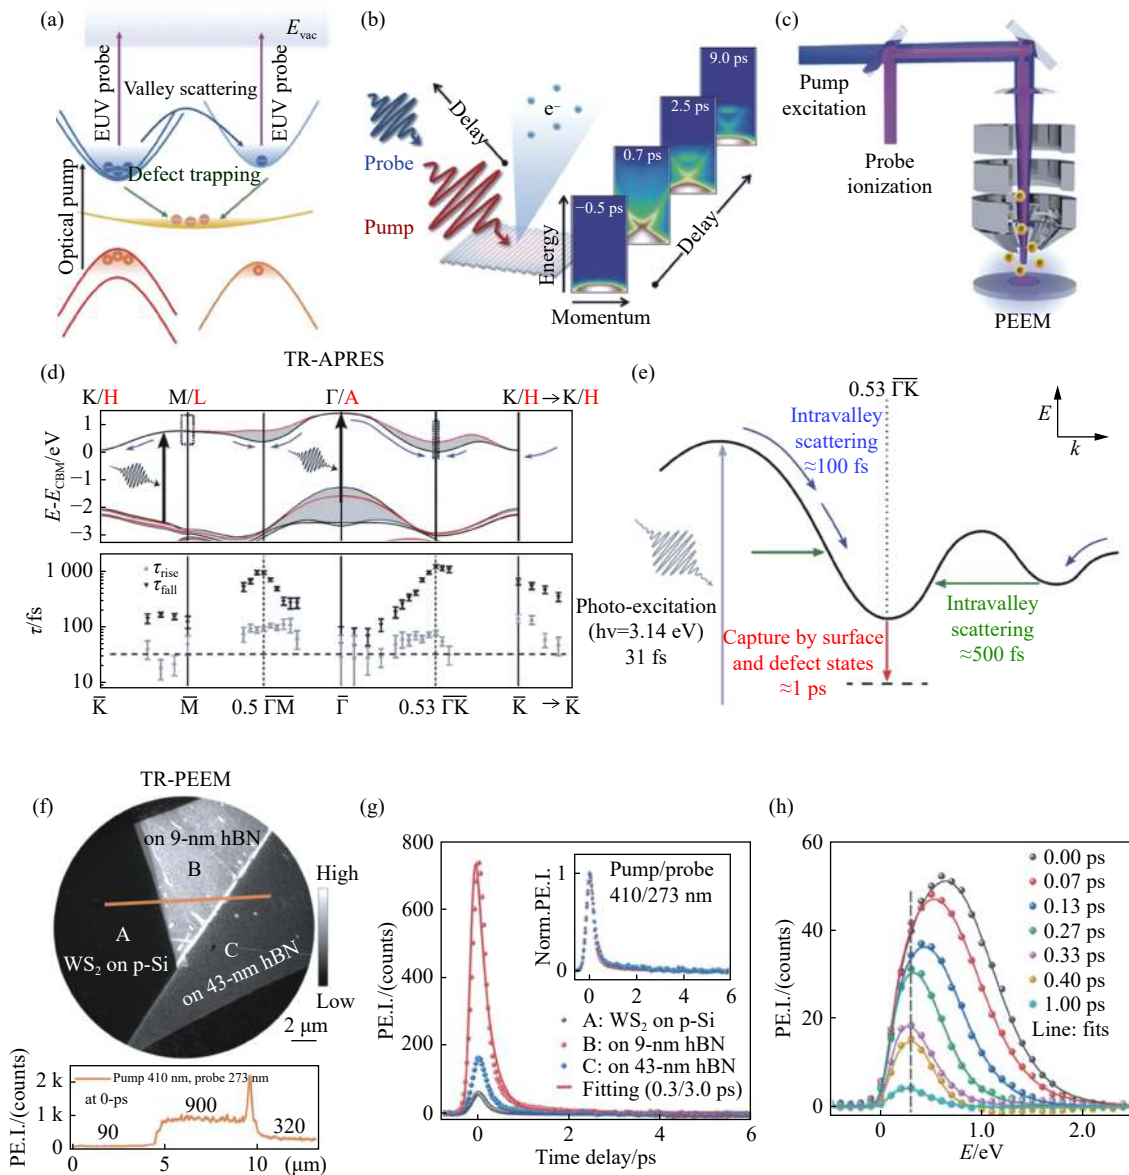 (a)
E_vac
EUV probe
Valley scattering
EUV probe
Defect trapping
Optical pump
(b)
Delay
e⁻
Probe
Pump
−0.5 ps
0.7 ps
2.5 ps
9.0 ps
Energy
Momentum
Delay
(c)
Pump
excitation
Probe
ionization
PEEM
TR-APRES
(d)
K/H
M/L
Γ/A
K/H → K/H
E-E_CBM/eV
1
0
−1
−2
−3
τ_rise
τ_fall
1 000
100
10
τ/fs
K̅
M̅
0.5 Γ̅M̅
Γ̅
0.53 Γ̅K̅
K̅ → K̅
(e)
0.53 Γ̅K̅
E
k
Intravalley
scattering
≈100 fs
Photo-excitation
(hv=3.14 eV)
31 fs
Capture by surface
and defect states
≈1 ps
Intravalley
scattering
≈500 fs
TR-PEEM
(f)
on 9-nm hBN
B
A
WS₂ on p-Si
C
on 43-nm hBN
High
Low
2 μm
PE.I./(counts)
2 k
1 k
0
Pump 410 nm, probe 273 nm
at 0-ps
90
900
320
0
5
10
(μm)
(g)
PE.I./(counts)
800
600
400
200
0
Norm.PE.I.
1
0
Pump/probe
410/273 nm
0
2
4
6
A: WS₂ on p-Si
B: on 9-nm hBN
C: on 43-nm hBN
Fitting (0.3/3.0 ps)
0
2
4
6
Time delay/ps
(h)
PE.I./(counts)
60
40
20
0
0.00 ps
0.07 ps
0.13 ps
0.27 ps
0.33 ps
0.40 ps
1.00 ps
Line: fits
0
1.0
2.0
E/eV